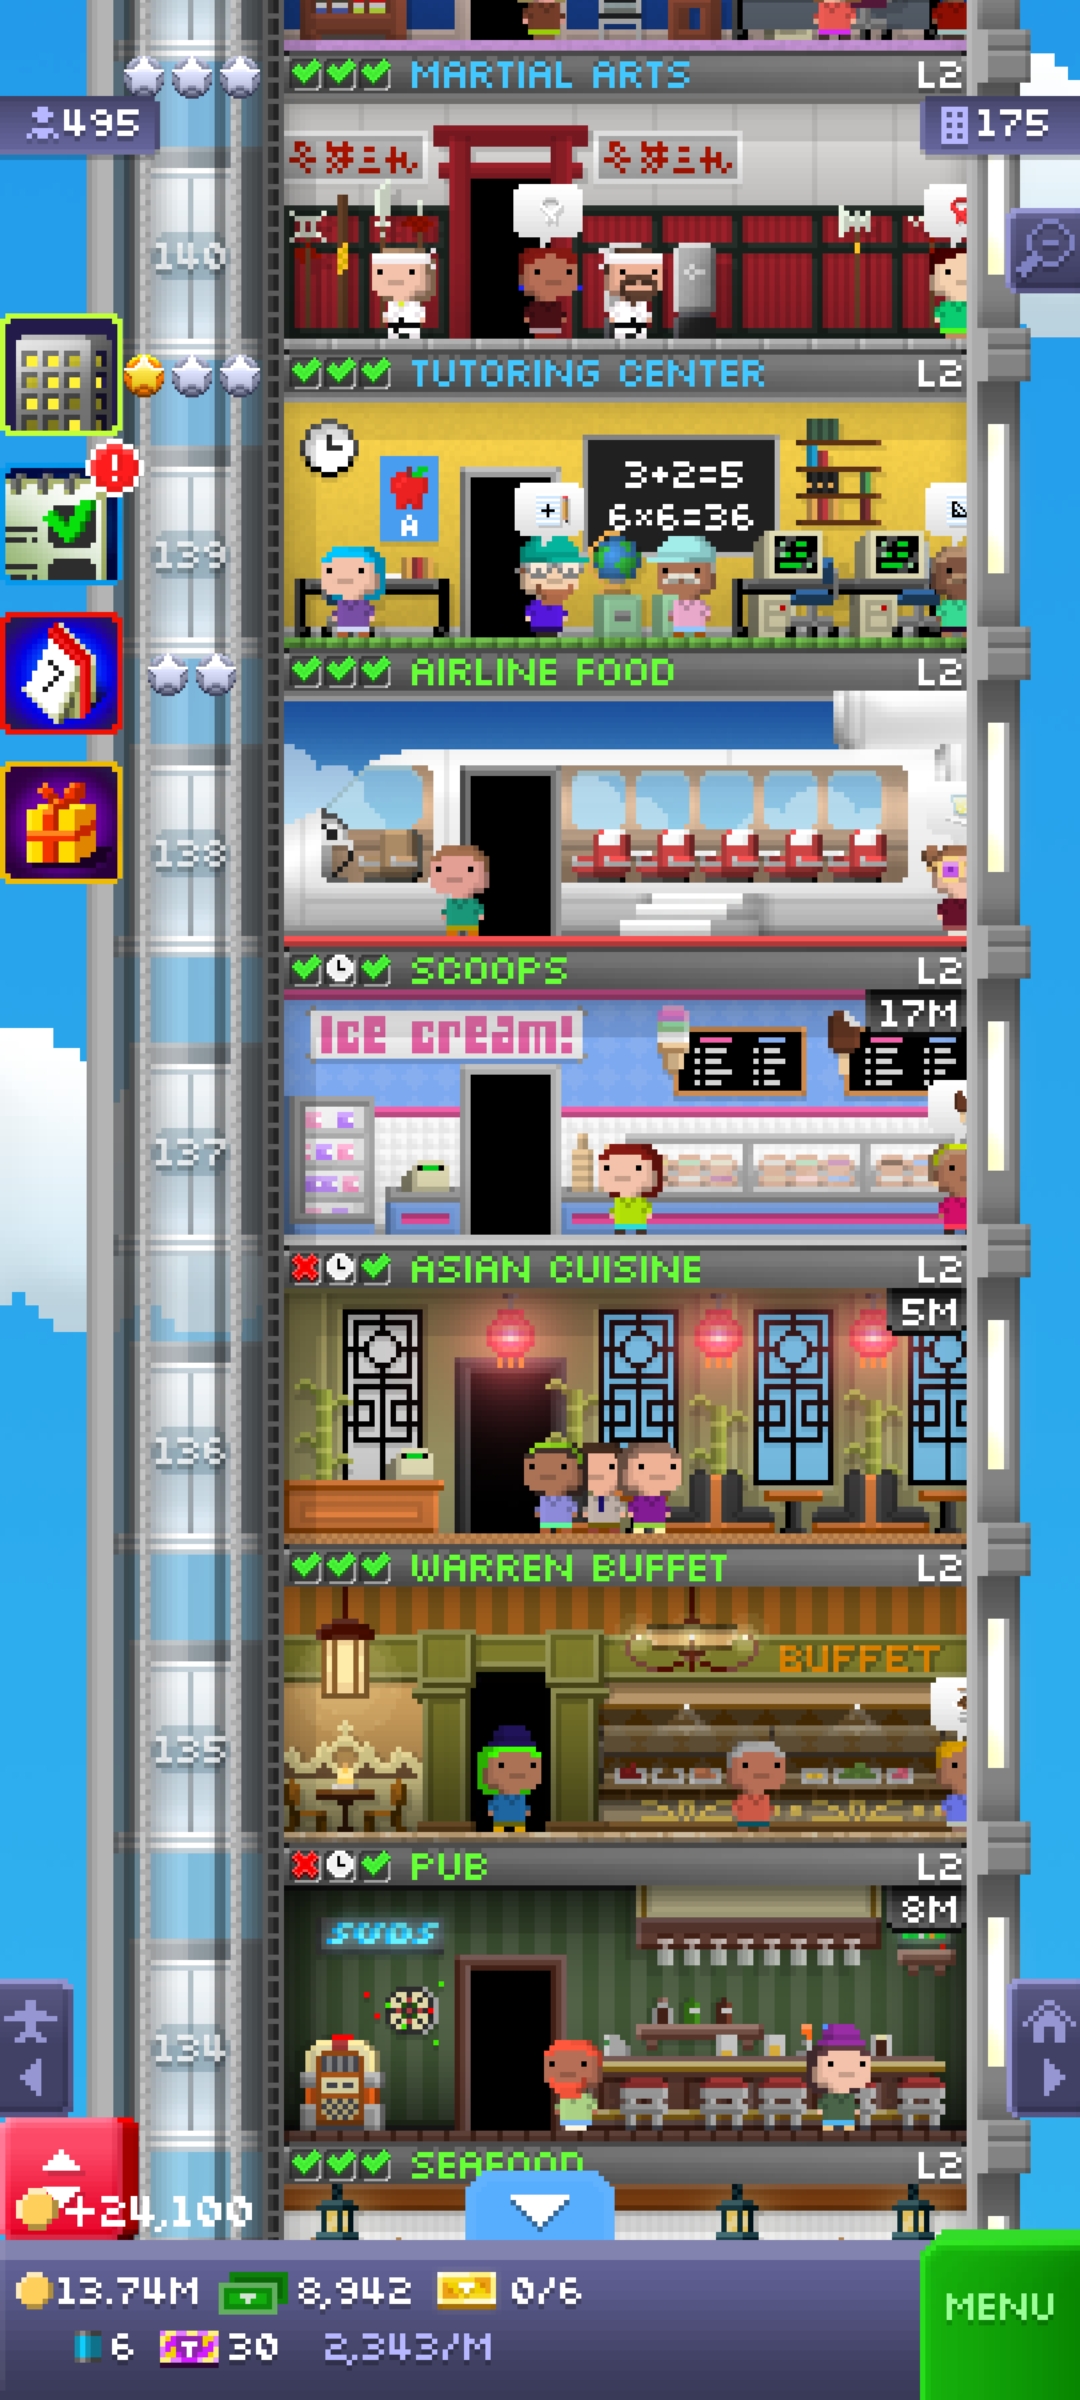 MARTIAL ARTS L2
495
175
140
TUTORING CENTER L2
3+2=5
6×6=36
A
139
AIRLINE FOOD L2
138
SCOOPS L2
17M
Ice cream!
137
ASIAN CUISINE L2
5M
136
WARREN BUFFET L2
BUFFET
135
PUB L2
8M
SUDS
134
SEAFOOD L2
+24,100
13.74M 8,942 0/6
MENU
6 T 30 2,343/M